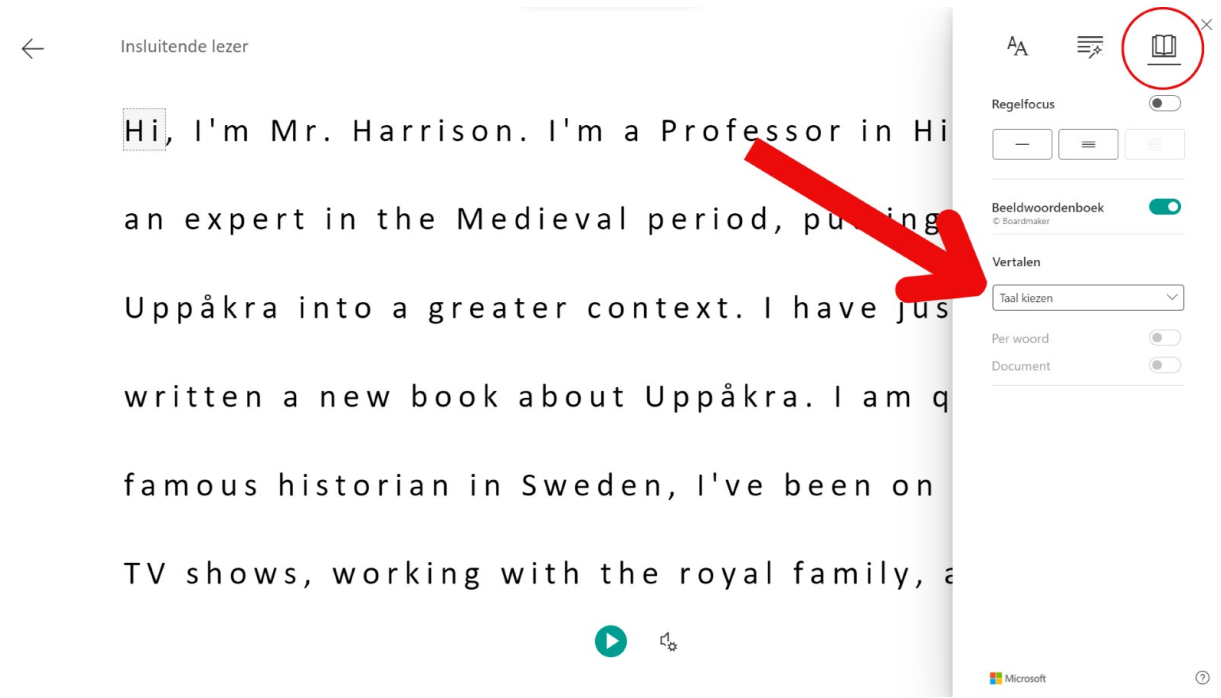 Insluitende lezer
Hi, I'm Mr. Harrison. I'm a Professor in Hi
an expert in the Medieval period, pu
Uppåkra into a greater context. I have jus
written a new book about Uppåkra. I am q
famous historian in Sweden, I've been on
TV shows, working with the royal family, a
AA
Regelfocus
Beeldwoordenboek
© Boardmaker
Vertalen
Taal kiezen
Per woord
Document
Microsoft